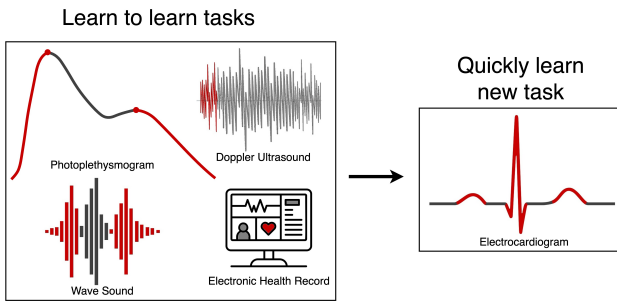 Learn to learn tasks
Doppler Ultrasound
Photoplethysmogram
Wave Sound
Electronic Health Record
Quickly learn
new task
Electrocardiogram